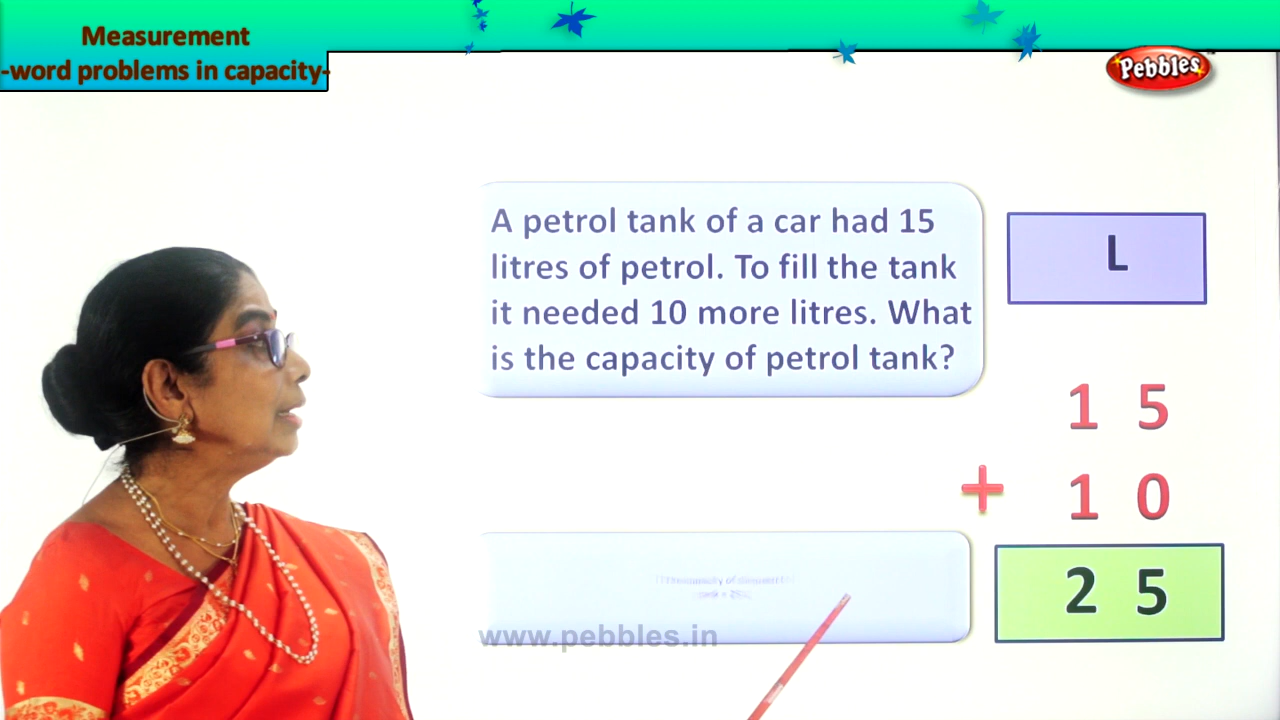 Measurement
-word problems in capacity-
Pebbles
A petrol tank of a car had 15
litres of petrol. To fill the tank
it needed 10 more litres. What
is the capacity of petrol tank?
L
1 5
+ 1 0
2 5
www.pebbles.in